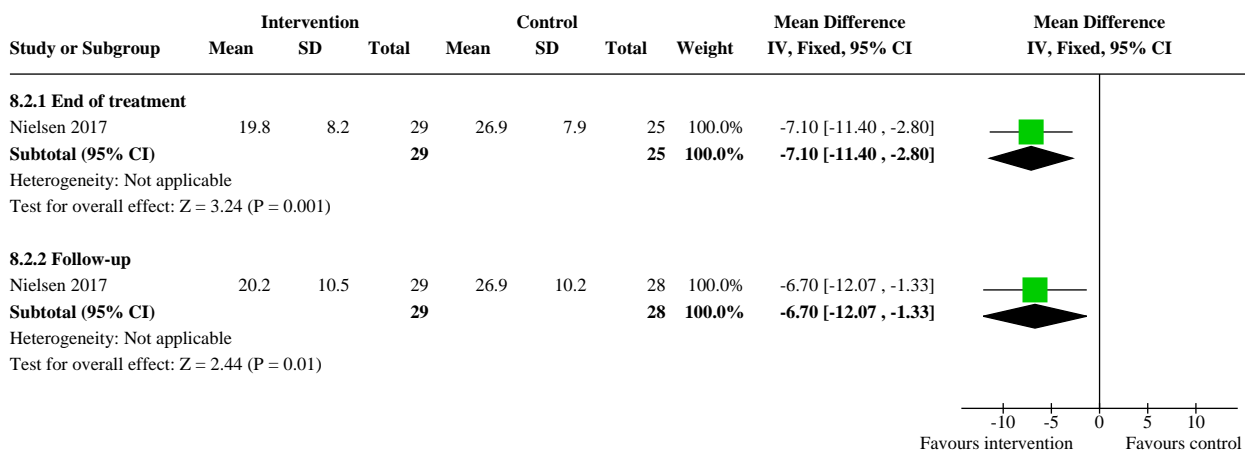 Intervention Control Mean Difference Mean Difference
Study or Subgroup Mean SD Total Mean SD Total Weight IV, Fixed, 95% CI IV, Fixed, 95% CI
8.2.1 End of treatment
Nielsen 2017 19.8 8.2 29 26.9 7.9 25 100.0% -7.10 [-11.40 , -2.80]
Subtotal (95% CI) 29 25 100.0% -7.10 [-11.40 , -2.80]
Heterogeneity: Not applicable
Test for overall effect: Z = 3.24 (P = 0.001)
8.2.2 Follow-up
Nielsen 2017 20.2 10.5 29 26.9 10.2 28 100.0% -6.70 [-12.07 , -1.33]
Subtotal (95% CI) 29 28 100.0% -6.70 [-12.07 , -1.33]
Heterogeneity: Not applicable
Test for overall effect: Z = 2.44 (P = 0.01)
-10 -5 0 5 10
Favours intervention Favours control